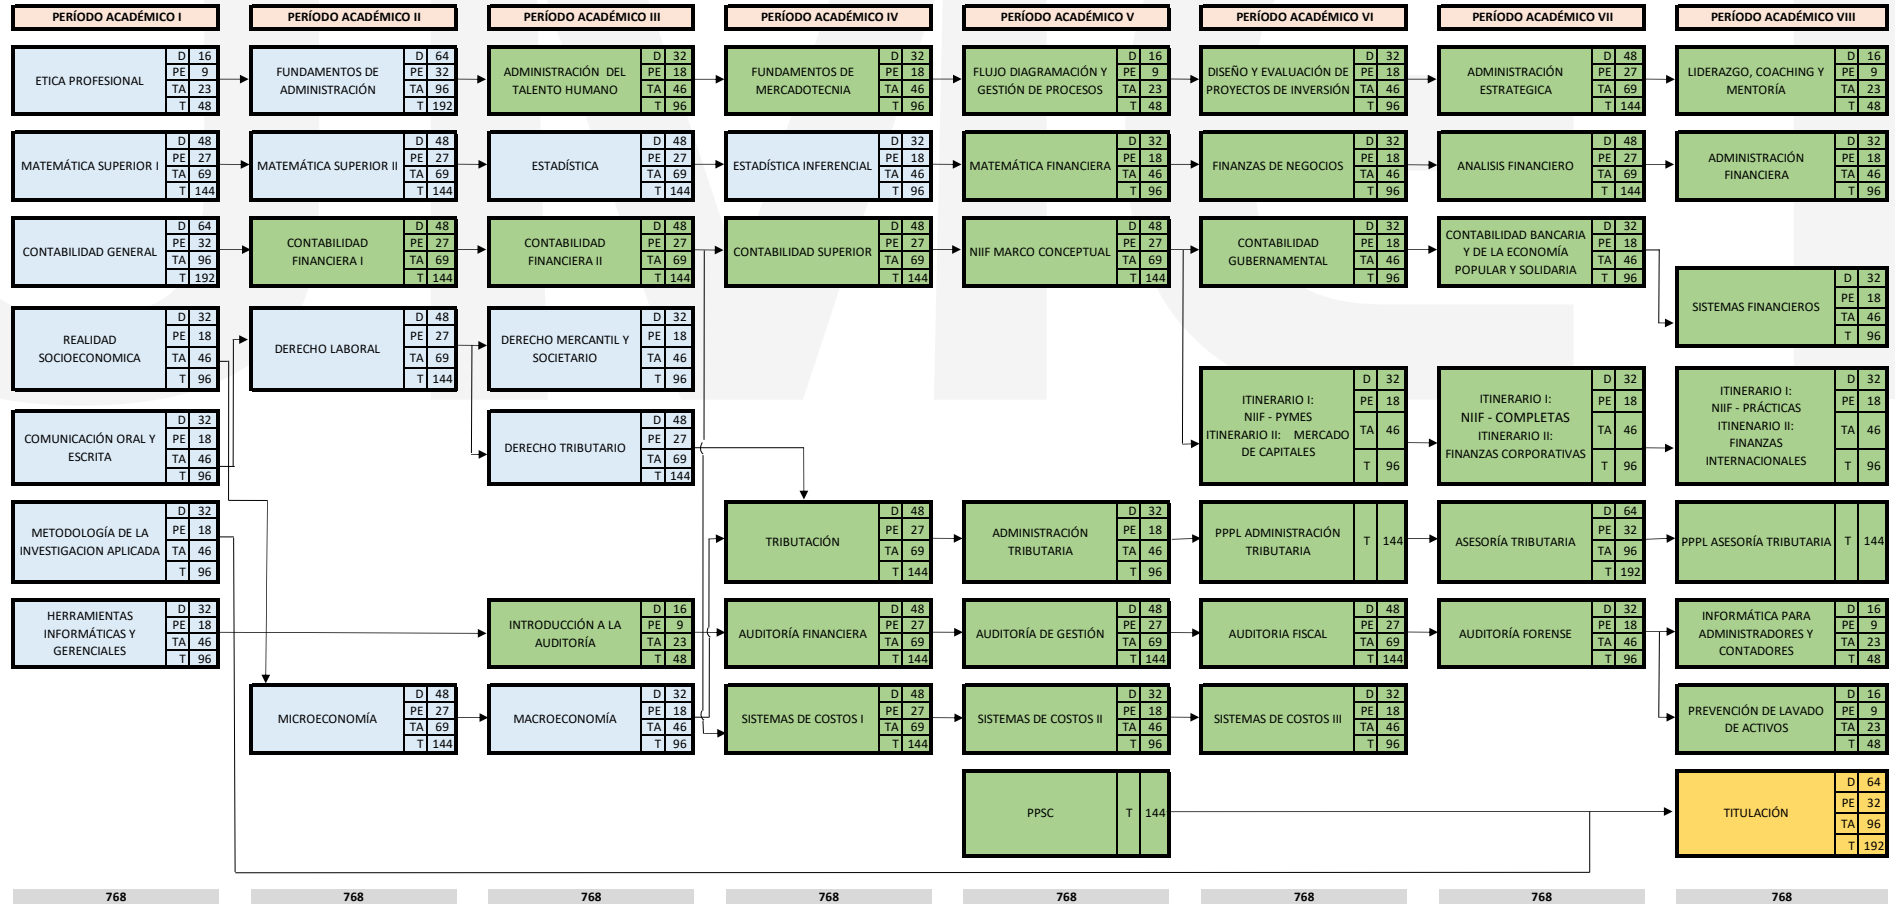 PERÍODO ACADÉMICO I
PERÍODO ACADÉMICO II
PERÍODO ACADÉMICO III
PERÍODO ACADÉMICO IV
PERÍODO ACADÉMICO V
PERÍODO ACADÉMICO VI
PERÍODO ACADÉMICO VII
PERÍODO ACADÉMICO VIII
ETICA PROFESIONAL
D 16
PE 9
TA 23
T 48
FUNDAMENTOS DE
ADMINISTRACIÓN
D 64
PE 32
TA 96
T 192
ADMINISTRACIÓN DEL
TALENTO HUMANO
D 32
PE 18
TA 46
T 96
FUNDAMENTOS DE
MERCADOTECNIA
D 32
PE 18
TA 46
T 96
FLUJO DIAGRAMACIÓN Y
GESTIÓN DE PROCESOS
D 16
PE 9
TA 23
T 48
DISEÑO Y EVALUACIÓN DE
PROYECTOS DE INVERSIÓN
D 32
PE 18
TA 46
T 96
ADMINISTRACIÓN
ESTRATEGICA
D 48
PE 27
TA 69
T 144
LIDERAZGO, COACHING Y
MENTORÍA
D 16
PE 9
TA 23
T 48
MATEMÁTICA SUPERIOR I
D 48
PE 27
TA 69
T 144
MATEMÁTICA SUPERIOR II
D 48
PE 27
TA 69
T 144
ESTADÍSTICA
D 48
PE 27
TA 69
T 144
ESTADÍSTICA INFERENCIAL
D 32
PE 18
TA 46
T 96
MATEMÁTICA FINANCIERA
D 32
PE 18
TA 46
T 96
FINANZAS DE NEGOCIOS
D 32
PE 18
TA 46
T 96
ANALISIS FINANCIERO
D 48
PE 27
TA 69
T 144
ADMINISTRACIÓN
FINANCIERA
D 32
PE 18
TA 46
T 96
CONTABILIDAD GENERAL
D 64
PE 32
TA 96
T 192
CONTABILIDAD
FINANCIERA I
D 48
PE 27
TA 69
T 144
CONTABILIDAD
FINANCIERA II
D 48
PE 27
TA 69
T 144
CONTABILIDAD SUPERIOR
D 48
PE 27
TA 69
T 144
NIIF MARCO CONCEPTUAL
D 48
PE 27
TA 69
T 144
CONTABILIDAD
GUBERNAMENTAL
D 32
PE 18
TA 46
T 96
CONTABILIDAD BANCARIA
Y DE LA ECONOMÍA
POPULAR Y SOLIDARIA
D 32
PE 18
TA 46
T 96
SISTEMAS FINANCIEROS
D 32
PE 18
TA 46
T 96
REALIDAD
SOCIOECONOMICA
D 32
PE 18
TA 46
T 96
DERECHO LABORAL
D 48
PE 27
TA 69
T 144
DERECHO MERCANTIL Y
SOCIETARIO
D 32
PE 18
TA 46
T 96
ITINERARIO I:
NIIF - PYMES
ITINERARIO II: MERCADO
DE CAPITALES
D 32
PE 18
TA 46
T 96
ITINERARIO I:
NIIF - COMPLETAS
ITINERARIO II:
FINANZAS CORPORATIVAS
D 32
PE 18
TA 46
T 96
ITINERARIO I:
NIIF - PRÁCTICAS
ITINENARIO II:
FINANZAS
INTERNACIONALES
D 32
PE 18
TA 46
T 96
COMUNICACIÓN ORAL Y
ESCRITA
D 32
PE 18
TA 46
T 96
DERECHO TRIBUTARIO
D 48
PE 27
TA 69
T 144
METODOLOGÍA DE LA
INVESTIGACION APLICADA
D 32
PE 18
TA 46
T 96
TRIBUTACIÓN
D 48
PE 27
TA 69
T 144
ADMINISTRACIÓN
TRIBUTARIA
D 32
PE 18
TA 46
T 96
PPPL ADMINISTRACIÓN
TRIBUTARIA
T 144
ASESORÍA TRIBUTARIA
D 64
PE 32
TA 96
T 192
PPPL ASESORÍA TRIBUTARIA
T 144
HERRAMIENTAS
INFORMÁTICAS Y
GERENCIALES
D 32
PE 18
TA 46
T 96
INTRODUCCIÓN A LA
AUDITORÍA
D 16
PE 9
TA 23
T 48
AUDITORÍA FINANCIERA
D 48
PE 27
TA 69
T 144
AUDITORÍA DE GESTIÓN
D 48
PE 27
TA 69
T 144
AUDITORIA FISCAL
D 48
PE 27
TA 69
T 144
AUDITORÍA FORENSE
D 32
PE 18
TA 46
T 96
INFORMÁTICA PARA
ADMINISTRADORES Y
CONTADORES
D 16
PE 9
TA 23
T 48
MICROECONOMÍA
D 48
PE 27
TA 69
T 144
MACROECONOMÍA
D 32
PE 18
TA 46
T 96
SISTEMAS DE COSTOS I
D 48
PE 27
TA 69
T 144
SISTEMAS DE COSTOS II
D 32
PE 18
TA 46
T 96
SISTEMAS DE COSTOS III
D 32
PE 18
TA 46
T 96
PREVENCIÓN DE LAVADO
DE ACTIVOS
D 16
PE 9
TA 23
T 48
PPSC
T 144
TITULACIÓN
D 64
PE 32
TA 96
T 192
768
768
768
768
768
768
768
768